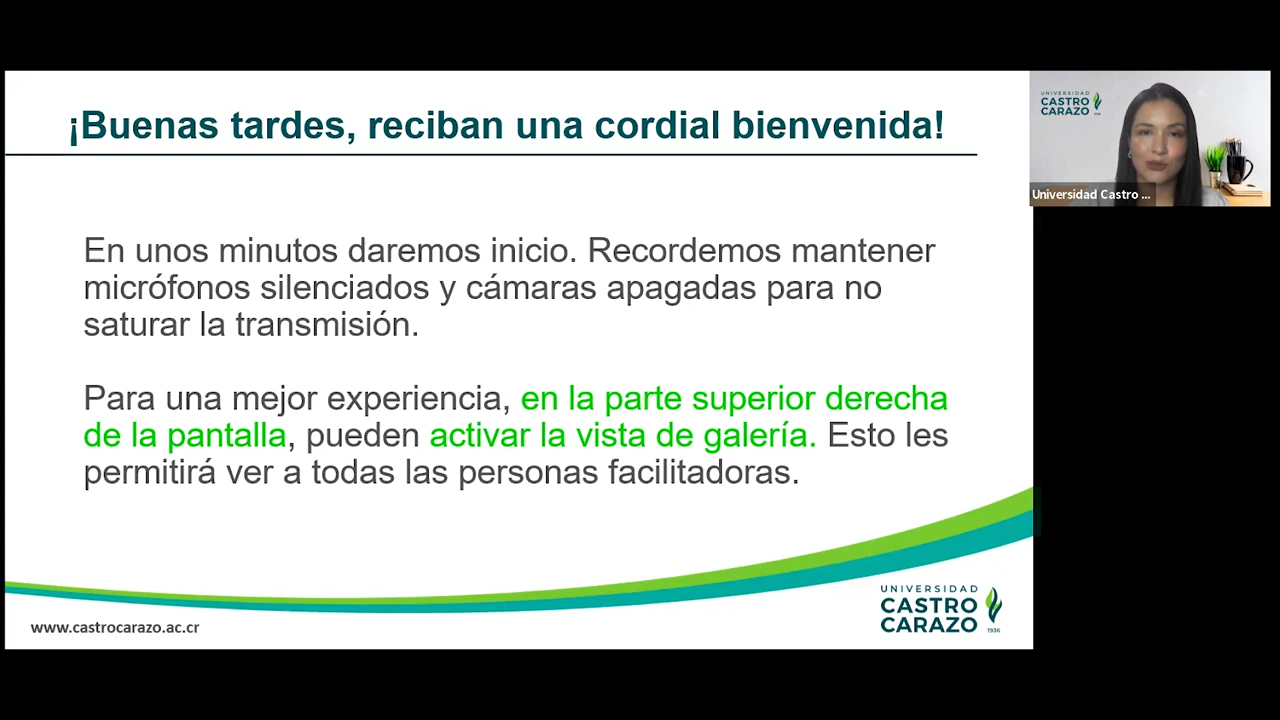 ¡Buenas tardes, reciban una cordial bienvenida!
En unos minutos daremos inicio. Recordemos mantener
micrófonos silenciados y cámaras apagadas para no
saturar la transmisión.
Para una mejor experiencia, en la parte superior derecha
de la pantalla, pueden activar la vista de galería. Esto les
permitirá ver a todas las personas facilitadoras.
www.castrocarazo.ac.cr
UNIVERSIDAD
CASTRO
CARAZO
1936
UNIVERSIDAD
CASTRO
CARAZO
Universidad Castro ...